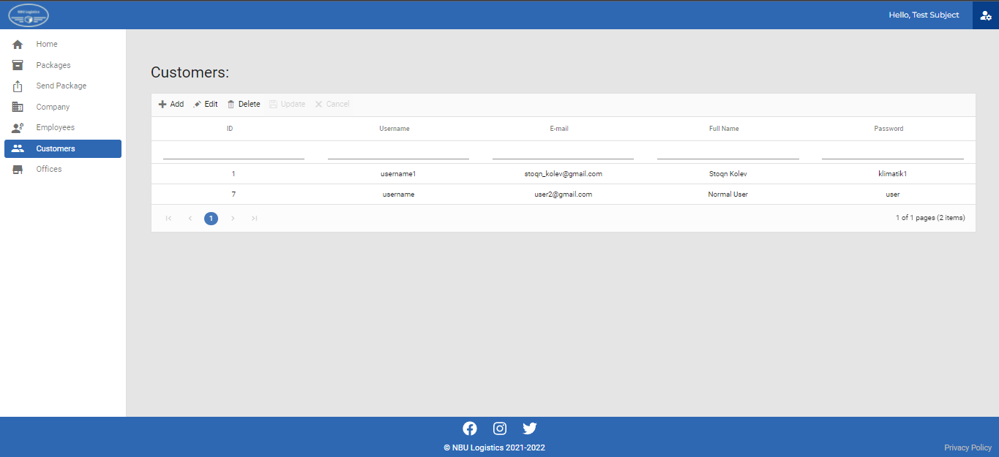 NBU Logistics
Hello, Test Subject
Home
Packages
Send Package
Company
Employees
Customers
Offices
Customers:
Add Edit Delete Update Cancel
ID Username E-mail Full Name Password
1 username1 stoqn_kolev@gmail.com Stoqn Kolev klimatik1
7 username user2@gmail.com Normal User user
1
1 of 1 pages (2 items)
© NBU Logistics 2021-2022
Privacy Policy